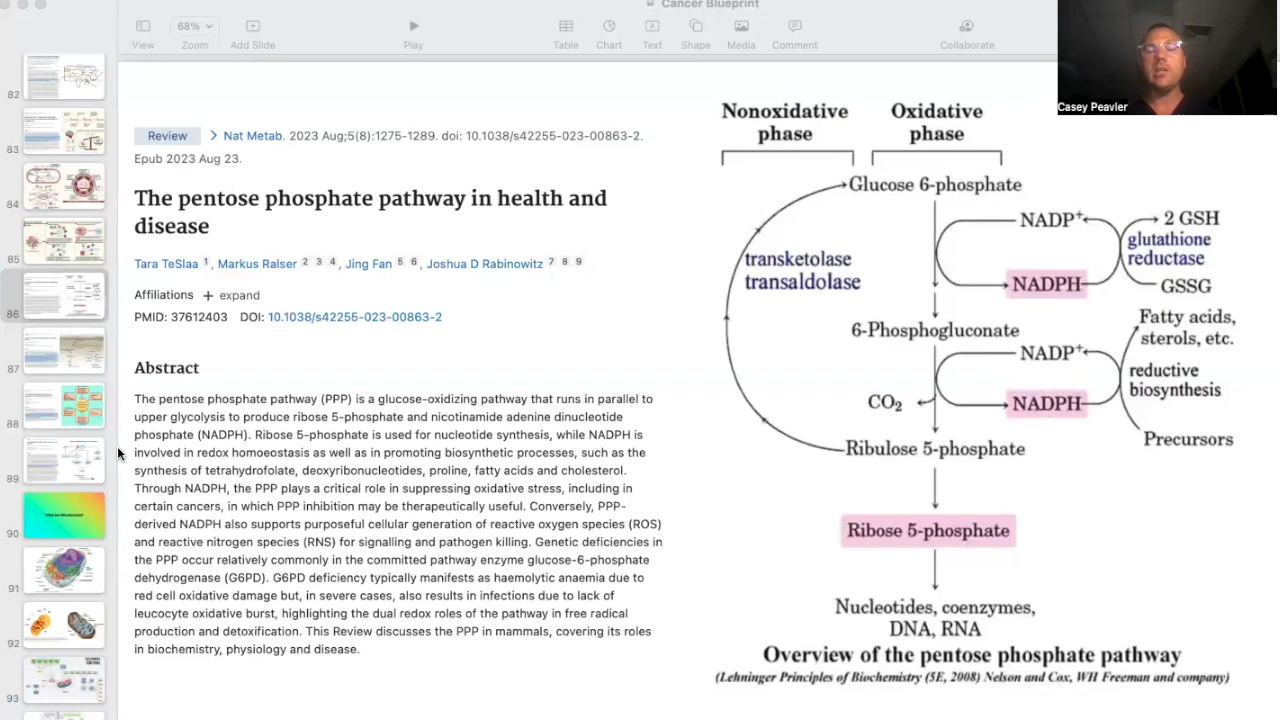 Cancer Blueprint
68%
View
Zoom
Add Slide
Play
Table
Chart
Text
Shape
Media
Comment
Collaborate
Casey Peavler
82
83
84
85
86
87
88
89
90
91
92
93
Review
Nat Metab. 2023 Aug;5(8):1275-1289. doi: 10.1038/s42255-023-00863-2.
Epub 2023 Aug 23.
The pentose phosphate pathway in health and
disease
Tara TeSlaa 1, Markus Ralser 2 3 4, Jing Fan 5 6, Joshua D Rabinowitz 7 8 9
Affiliations + expand
PMID: 37612403 DOI: 10.1038/s42255-023-00863-2
Abstract
The pentose phosphate pathway (PPP) is a glucose-oxidizing pathway that runs in parallel to
upper glycolysis to produce ribose 5-phosphate and nicotinamide adenine dinucleotide
phosphate (NADPH). Ribose 5-phosphate is used for nucleotide synthesis, while NADPH is
involved in redox homoeostasis as well as in promoting biosynthetic processes, such as the
synthesis of tetrahydrofolate, deoxyribonucleotides, proline, fatty acids and cholesterol.
Through NADPH, the PPP plays a critical role in suppressing oxidative stress, including in
certain cancers, in which PPP inhibition may be therapeutically useful. Conversely, PPP-
derived NADPH also supports purposeful cellular generation of reactive oxygen species (ROS)
and reactive nitrogen species (RNS) for signalling and pathogen killing. Genetic deficiencies in
the PPP occur relatively commonly in the committed pathway enzyme glucose-6-phosphate
dehydrogenase (G6PD). G6PD deficiency typically manifests as haemolytic anaemia due to
red cell oxidative damage but, in severe cases, also results in infections due to lack of
leucocyte oxidative burst, highlighting the dual redox roles of the pathway in free radical
production and detoxification. This Review discusses the PPP in mammals, covering its roles
in biochemistry, physiology and disease.
Nonoxidative
phase
Oxidative
phase
Glucose 6-phosphate
NADP+
2 GSH
glutathione
reductase
NADPH
GSSG
transketolase
transaldolase
6-Phosphogluconate
Fatty acids,
sterols, etc.
NADP+
reductive
biosynthesis
CO2
NADPH
Precursors
Ribulose 5-phosphate
Ribose 5-phosphate
Nucleotides, coenzymes,
DNA, RNA
Overview of the pentose phosphate pathway
(Lehninger Principles of Biochemistry (5E, 2008) Nelson and Cox, WH Freeman and company)